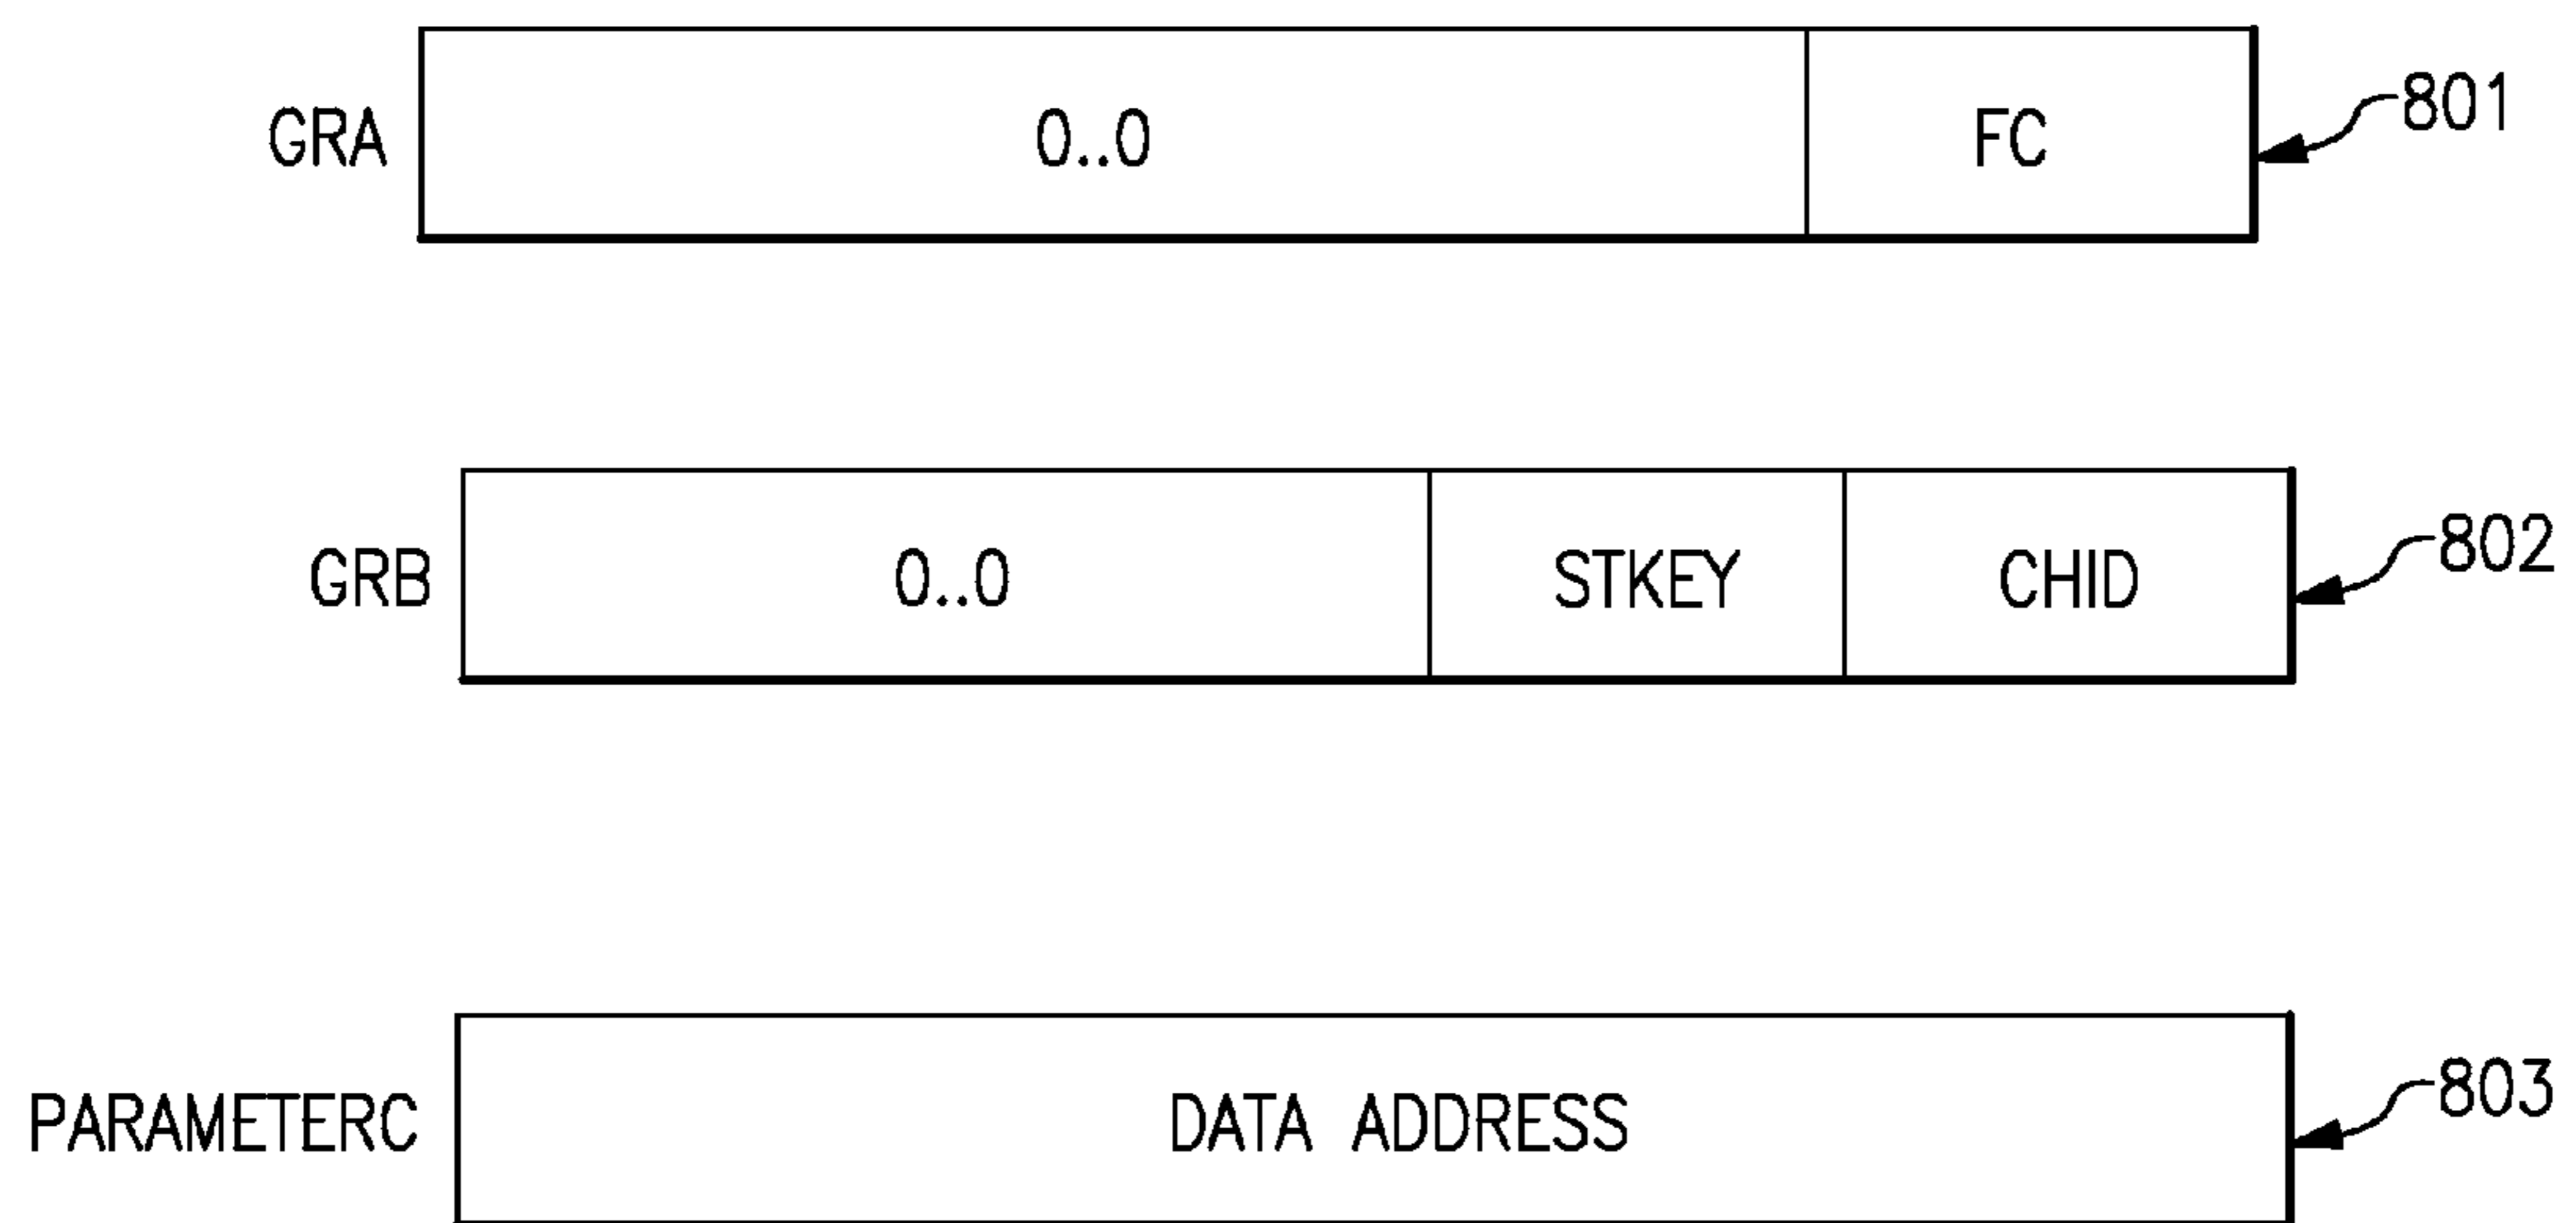 GRA 0..0 FC 801
GRB 0..0 STKEY CHID 802
PARAMETERC DATA ADDRESS 803